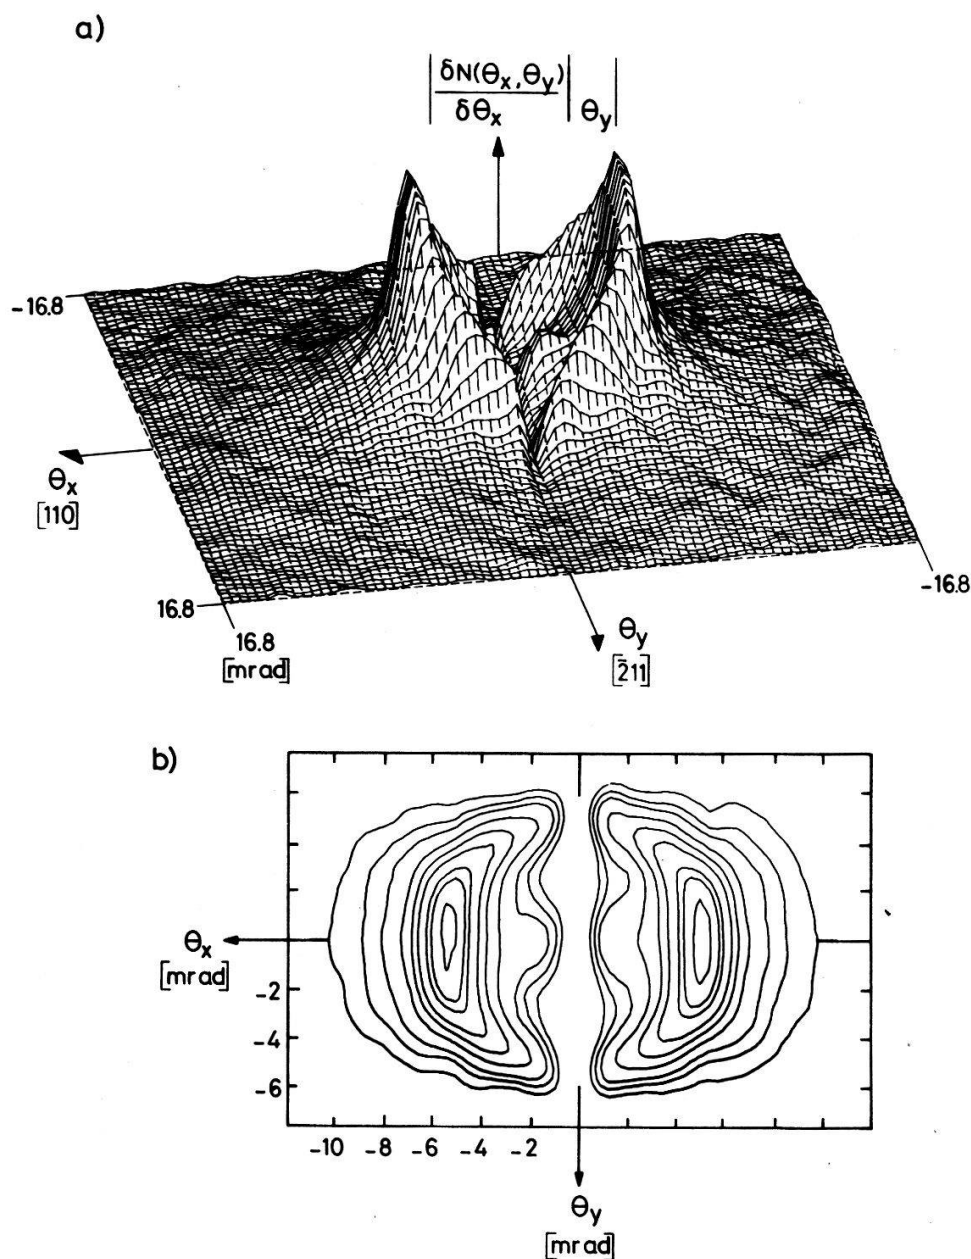 a)
|δN(θx, θy)/δθx|θy|
-16.8
θx
[110]
16.8
16.8
[mrad]
θy
[2̄11]
-16.8
b)
θx
[mrad]
-2
-4
-6
-10 -8 -6 -4 -2
θy
[mrad]